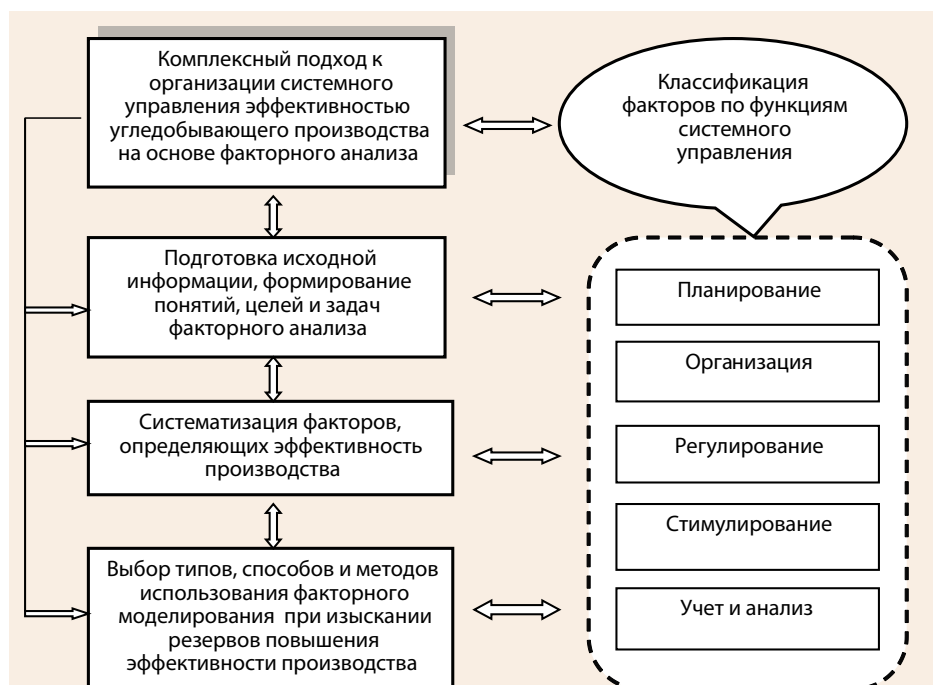 Комплексный подход к
организации системного
управления эффективностью
угледобывающего производства
на основе факторного анализа
Классификация
факторов по функциям
системного
управления
Подготовка исходной
информации, формирование
понятий, целей и задач
факторного анализа
Систематизация факторов,
определяющих эффективность
производства
Выбор типов, способов и методов
использования факторного
моделирования при изыскании
резервов повышения
эффективности производства
Планирование
Организация
Регулирование
Стимулирование
Учет и анализ